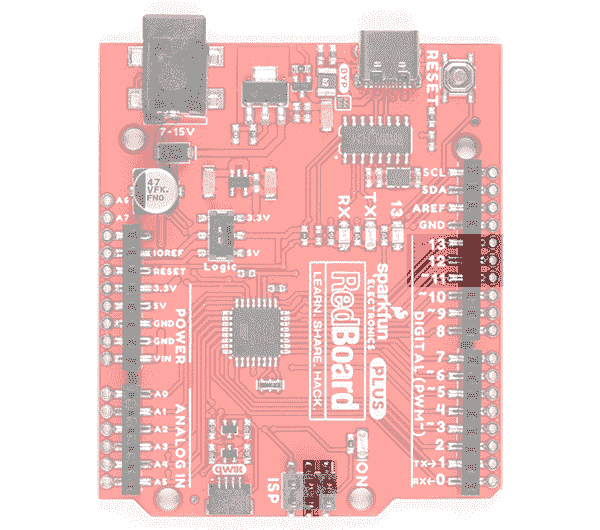 7-15V
BYP
RESET
47
VFK.
FNO
A6
A7
IOREF
RESET
3.3V
5V
GND
GND
VIN
POWER
A0
A1
A2
A3
A4
A5
ANALOG IN
3.3V
5V
Logic
RX
TX
13
sparkfun
ELECTRONICS
RedBoard
PLUS
LEARN. SHARE. HACK.
SCL
SDA
AREF
GND
13
12
~11
~10
~9
8
7
~6
~5
4
~3
2
TX→1
RX←0
DIGITAL (PWM~)
QWIIC
ISP
ON